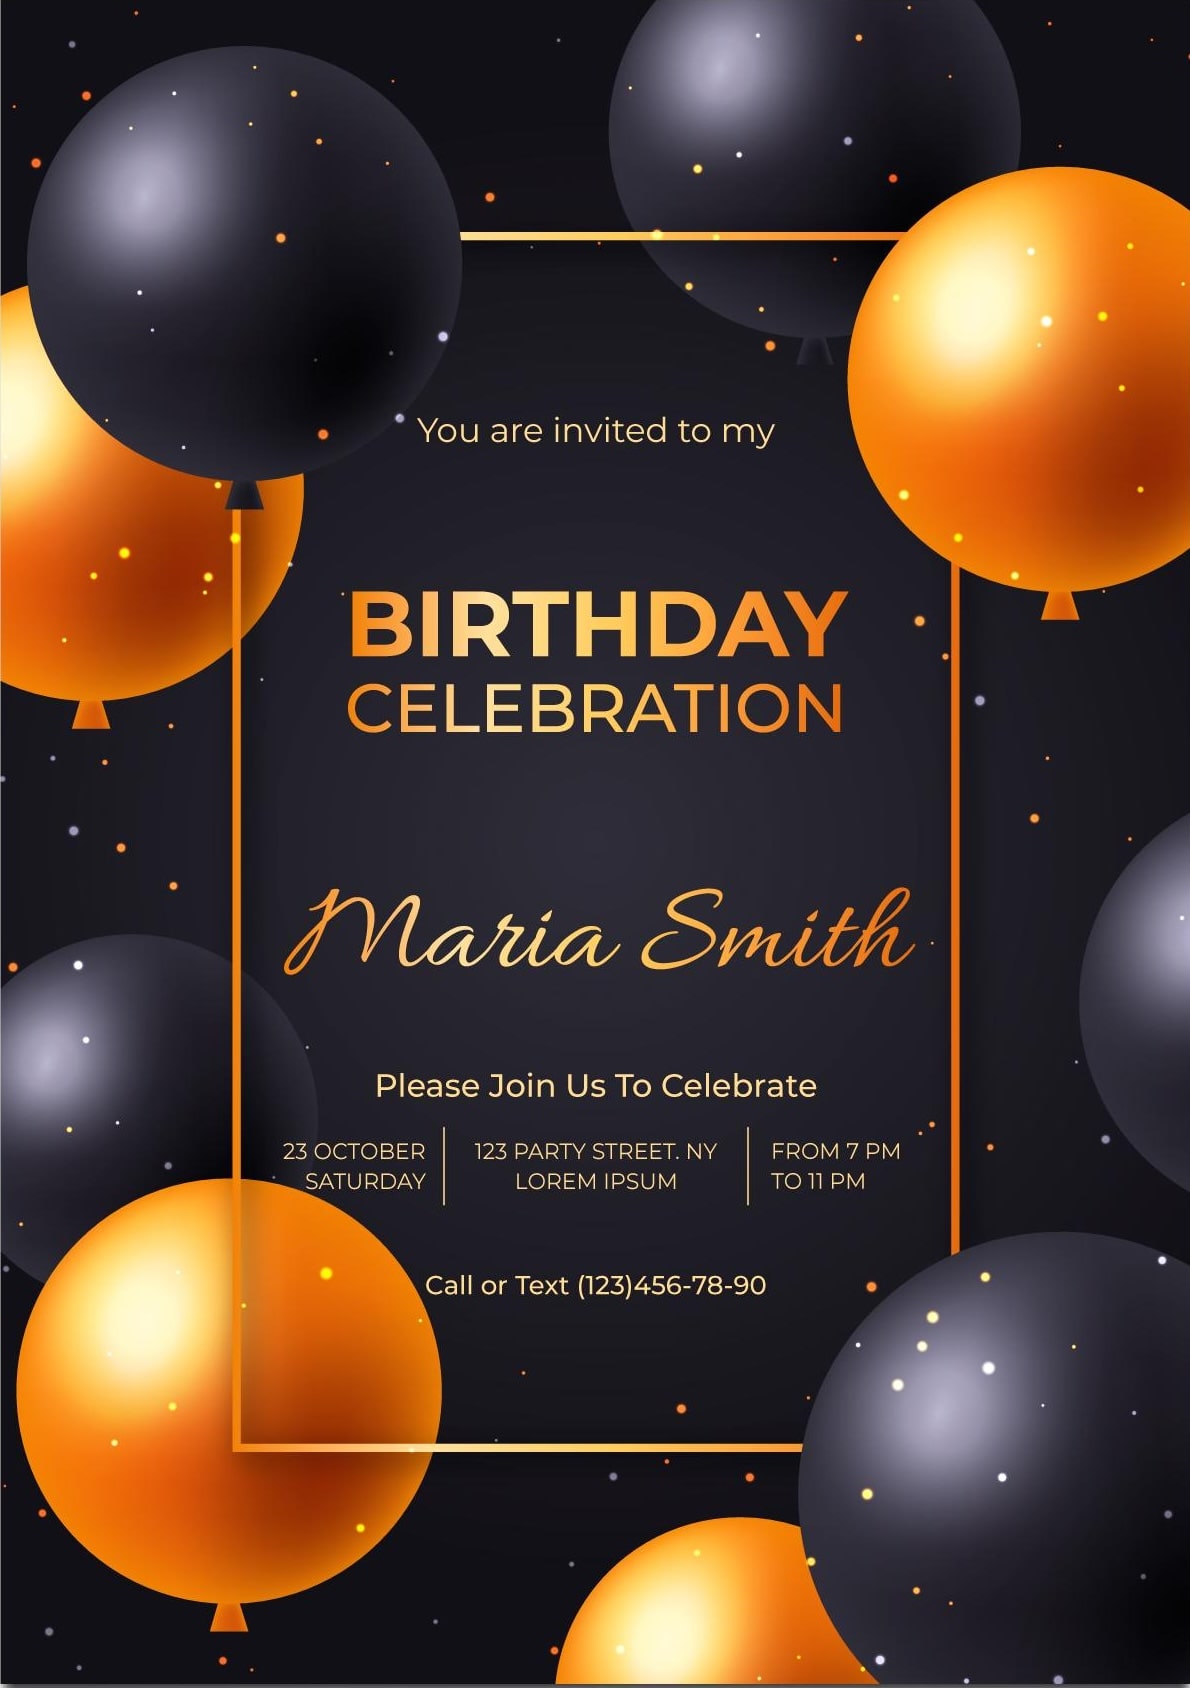 You are invited to my
BIRTHDAY
CELEBRATION
Maria Smith
Please Join Us To Celebrate
23 OCTOBER
SATURDAY
123 PARTY STREET. NY
LOREM IPSUM
FROM 7 PM
TO 11 PM
Call or Text (123)456-78-90